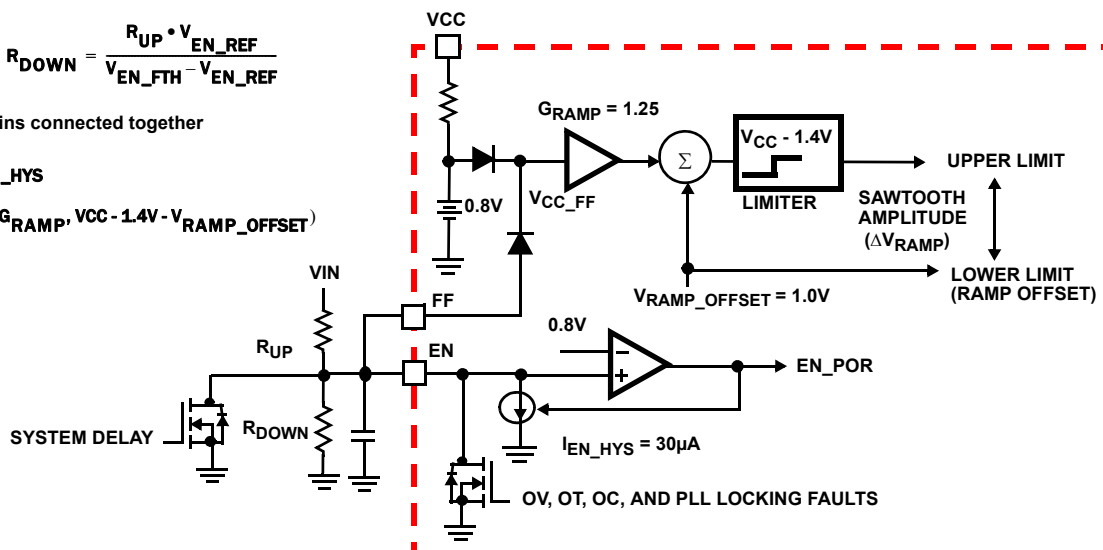 R_DOWN = (R_UP • V_EN_REF) / (V_EN_FTH – V_EN_REF)
ins connected together
_HYS
G_RAMP, VCC - 1.4V - V_RAMP_OFFSET)
VCC
G_RAMP = 1.25
V_CC - 1.4V
Σ
UPPER LIMIT
LIMITER
0.8V
V_CC_FF
SAWTOOTH
AMPLITUDE
(ΔV_RAMP)
VIN
LOWER LIMIT
(RAMP OFFSET)
FF
V_RAMP_OFFSET = 1.0V
0.8V
R_UP
EN
–
+
EN_POR
SYSTEM DELAY
R_DOWN
I_EN_HYS = 30µA
OV, OT, OC, AND PLL LOCKING FAULTS